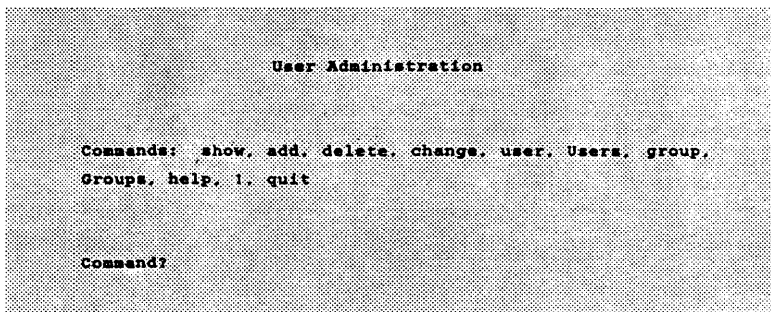 User Administration
Commands: show, add, delete, change, user, Users, group,
Groups, help, !, quit
Command?